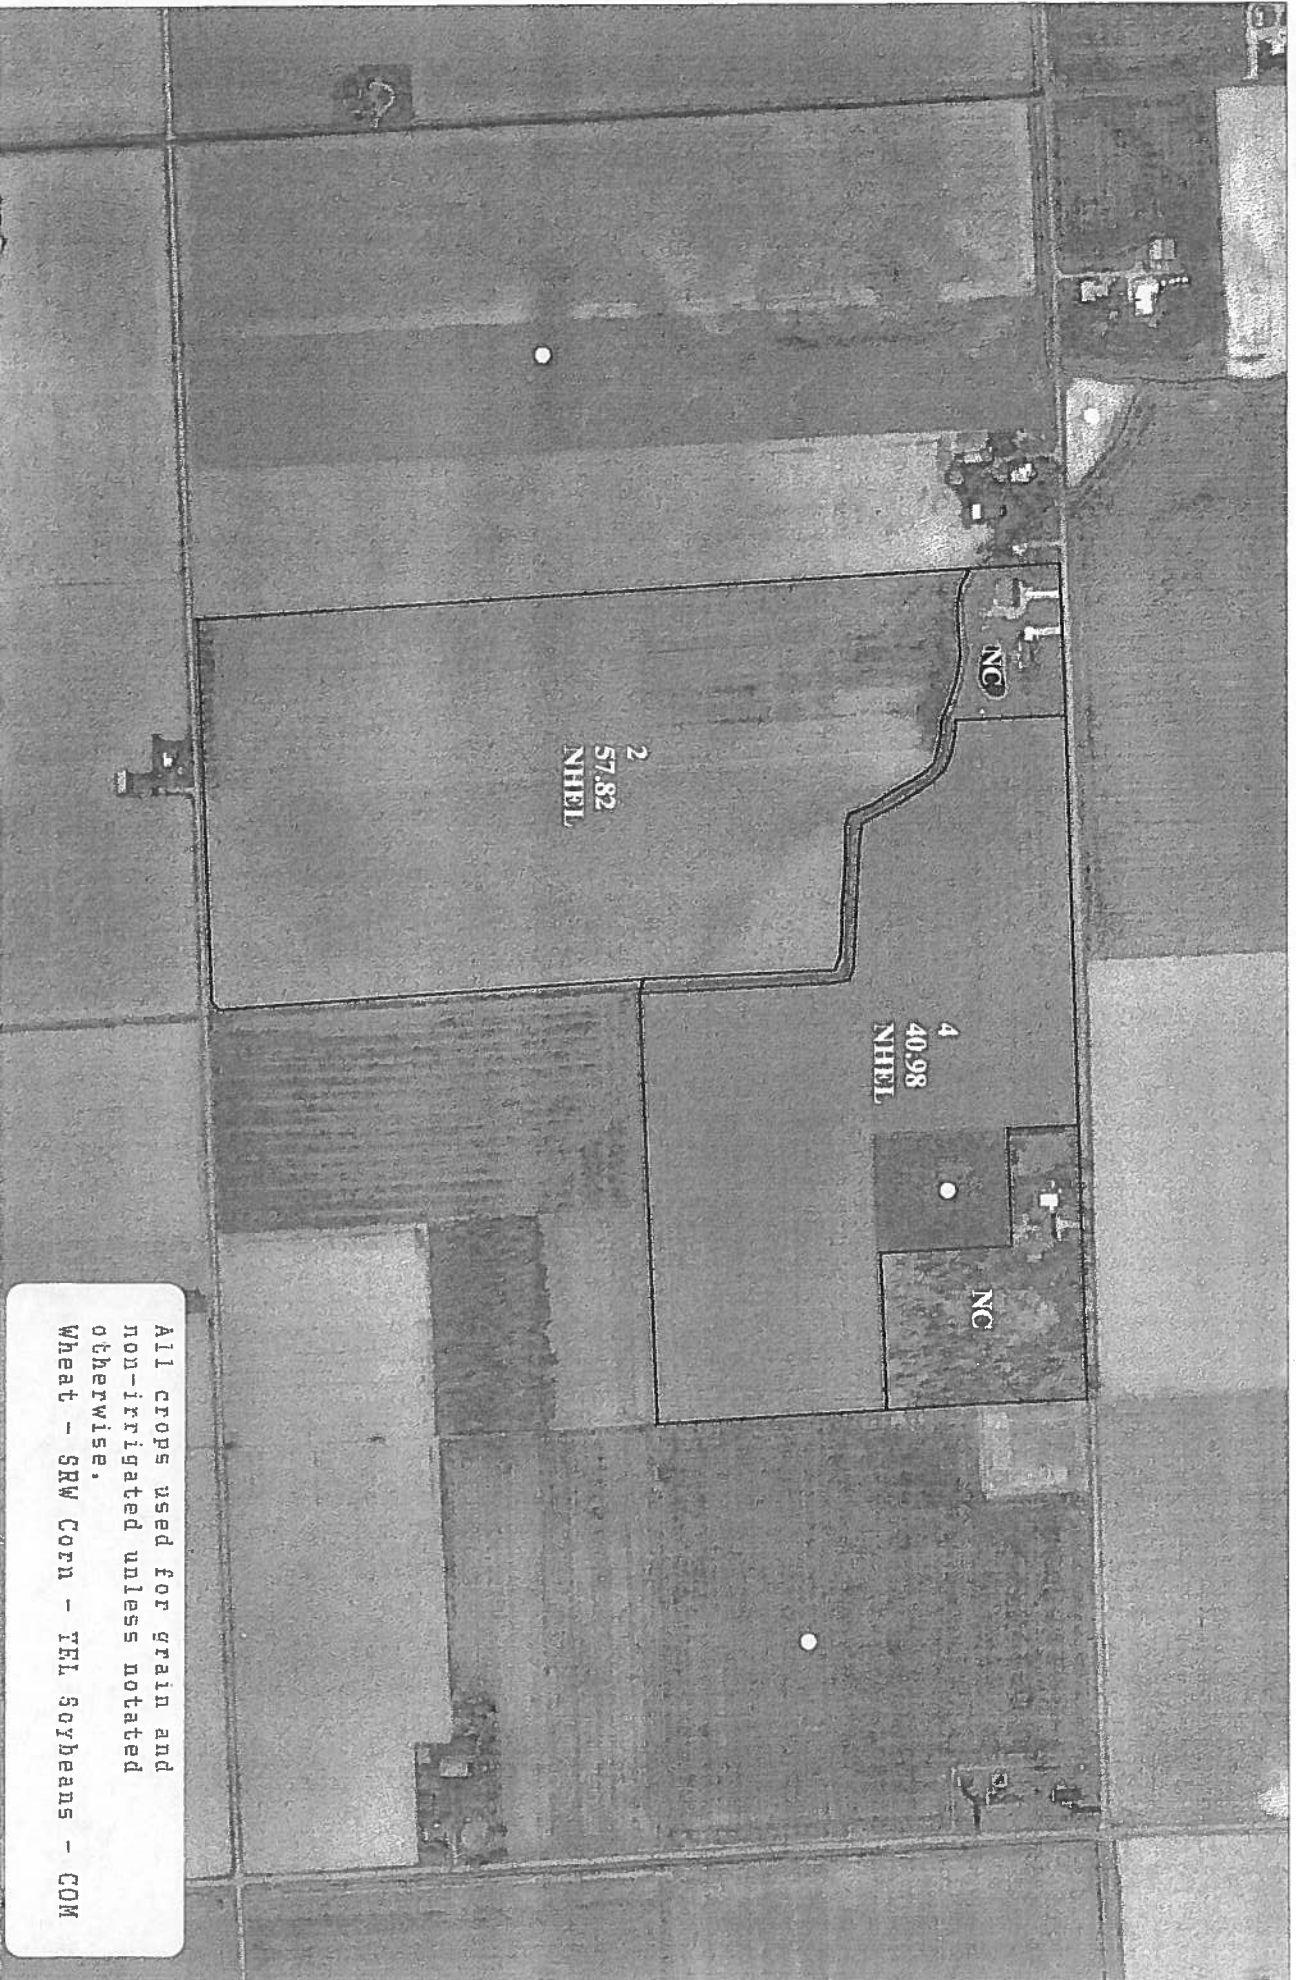 NC
2
57.82
NHEL
4
40.98
NHEL
NC
All crops used for grain and
non-irrigated unless notated
otherwise.
Wheat - SRW Corn - YEL Soybeans - COM